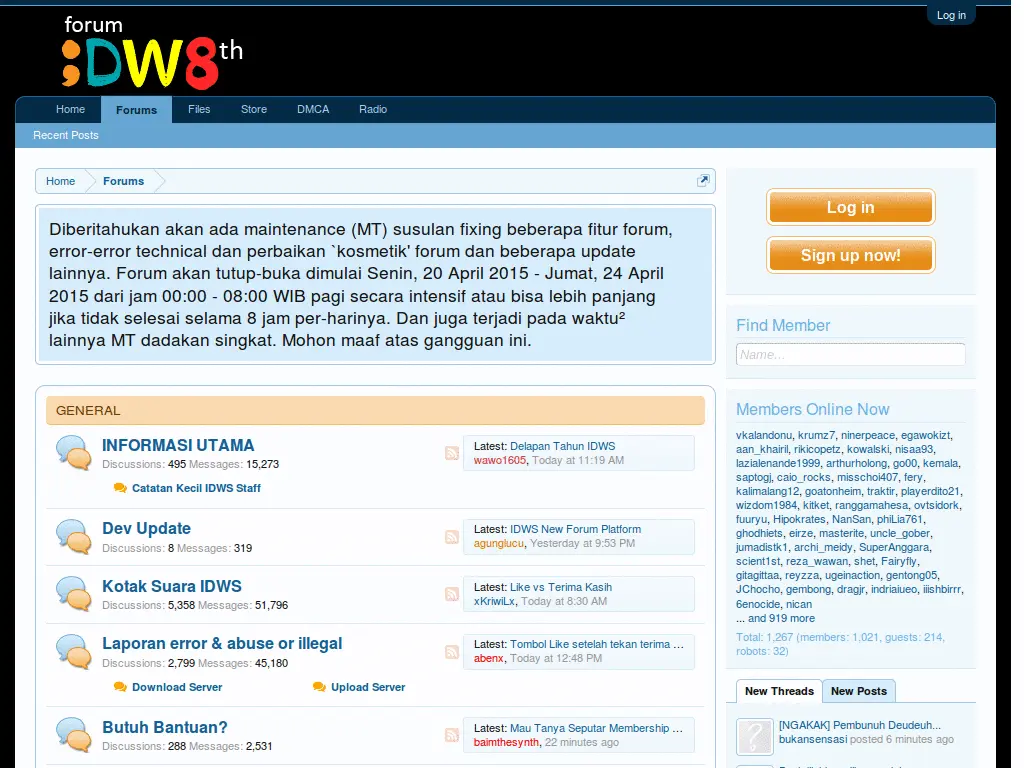 Log in
forum
;DW8th
Home Forums Files Store DMCA Radio
Recent Posts
Home Forums
Diberitahukan akan ada maintenance (MT) susulan fixing beberapa fitur forum,
error-error technical dan perbaikan `kosmetik' forum dan beberapa update
lainnya. Forum akan tutup-buka dimulai Senin, 20 April 2015 - Jumat, 24 April
2015 dari jam 00:00 - 08:00 WIB pagi secara intensif atau bisa lebih panjang
jika tidak selesai selama 8 jam per-harinya. Dan juga terjadi pada waktu²
lainnya MT dadakan singkat. Mohon maaf atas gangguan ini.
GENERAL
INFORMASI UTAMA
Discussions: 495 Messages: 15,273
Latest: Delapan Tahun IDWS
wawo1605, Today at 11:19 AM
Catatan Kecil IDWS Staff
Dev Update
Discussions: 8 Messages: 319
Latest: IDWS New Forum Platform
agunglucu, Yesterday at 9:53 PM
Kotak Suara IDWS
Discussions: 5,358 Messages: 51,796
Latest: Like vs Terima Kasih
xKriwiLx, Today at 8:30 AM
Laporan error & abuse or illegal
Discussions: 2,799 Messages: 45,180
Latest: Tombol Like setelah tekan terima ...
abenx, Today at 12:48 PM
Download Server Upload Server
Butuh Bantuan?
Discussions: 288 Messages: 2,531
Latest: Mau Tanya Seputar Membership ...
baimthesynth, 22 minutes ago
Log in
Sign up now!
Find Member
Name...
Members Online Now
vkalandonu, krumz7, ninerpeace, egawokizt,
aan_khairil, rikicopetz, kowalski, nisaa93,
lazialenande1999, arthurholong, go00, kemala,
saptogj, caio_rocks, misschoi407, fery,
kalimalang12, goatonheim, traktir, playerdito21,
wizdom1984, kitket, ranggamahesa, ovtsidork,
fuuryu, Hipokrates, NanSan, phiLia761,
ghodhiets, eirze, masterite, uncle_gober,
jumadistk1, archi_meidy, SuperAnggara,
scient1st, reza_wawan, shet, Fairyfly,
gitagittaa, reyzza, ugeinaction, gentong05,
JChocho, gembong, dragjr, indriaiueo, iiishbirrr,
6enocide, nican
... and 919 more
Total: 1,267 (members: 1,021, guests: 214,
robots: 32)
New Threads New Posts
[NGAKAK] Pembunuh Deudeuh...
bukansensasi posted 6 minutes ago